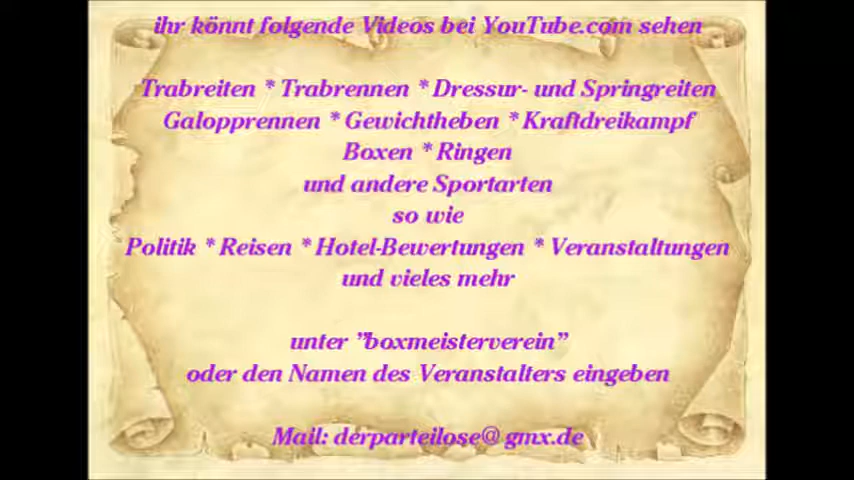 ihr könnt folgende Videos bei YouTube.com sehen
Trabreiten * Trabrennen * Dressur- und Springreiten
Galopprennen * Gewichtheben * Kraftdreikampf
Boxen * Ringen
und andere Sportarten
so wie
Politik * Reisen * Hotel-Bewertungen * Veranstaltungen
und vieles mehr
unter "boxmeisterverein"
oder den Namen des Veranstalters eingeben
Mail: derparteilose@gmx.de